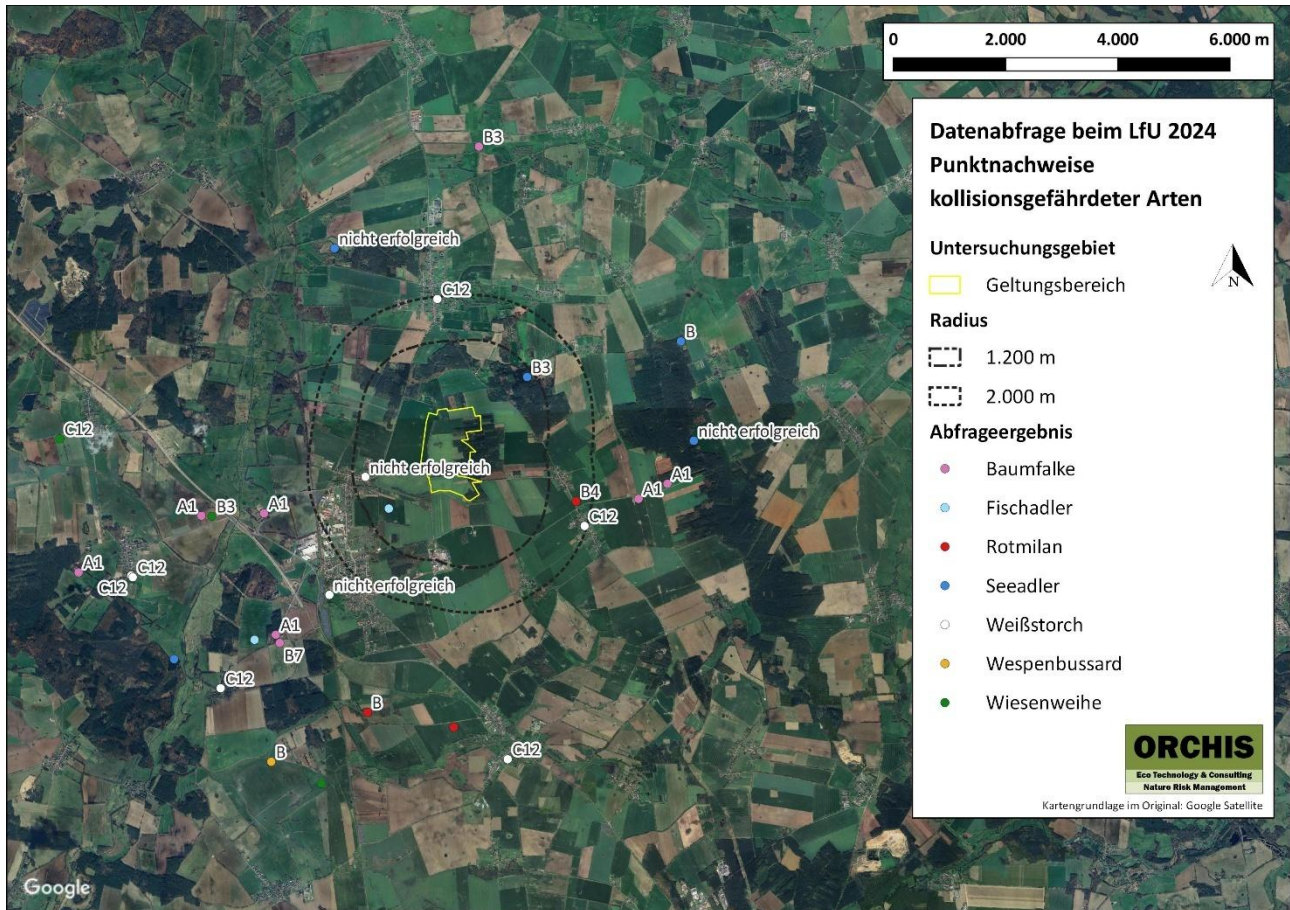 0 2.000 4.000 6.000 m
Datenabfrage beim LfU 2024
Punktnachweise
kollisionsgefährdeter Arten
Untersuchungsgebiet
Geltungsbereich
N
Radius
1.200 m
2.000 m
Abfrageergebnis
Baumfalke
Fischadler
Rotmilan
Seeadler
Weißstorch
Wespenbussard
Wiesenweihe
ORCHIS
Eco Technology & Consulting
Nature Risk Management
Kartengrundlage im Original: Google Satellite
B3
nicht erfolgreich
C12
B
B3
C12
nicht erfolgreich
nicht erfolgreich
A1
A1
B4
A1
B3
A1
C12
A1
C12
C12
nicht erfolgreich
A1
B7
C12
B
C12
B
Google